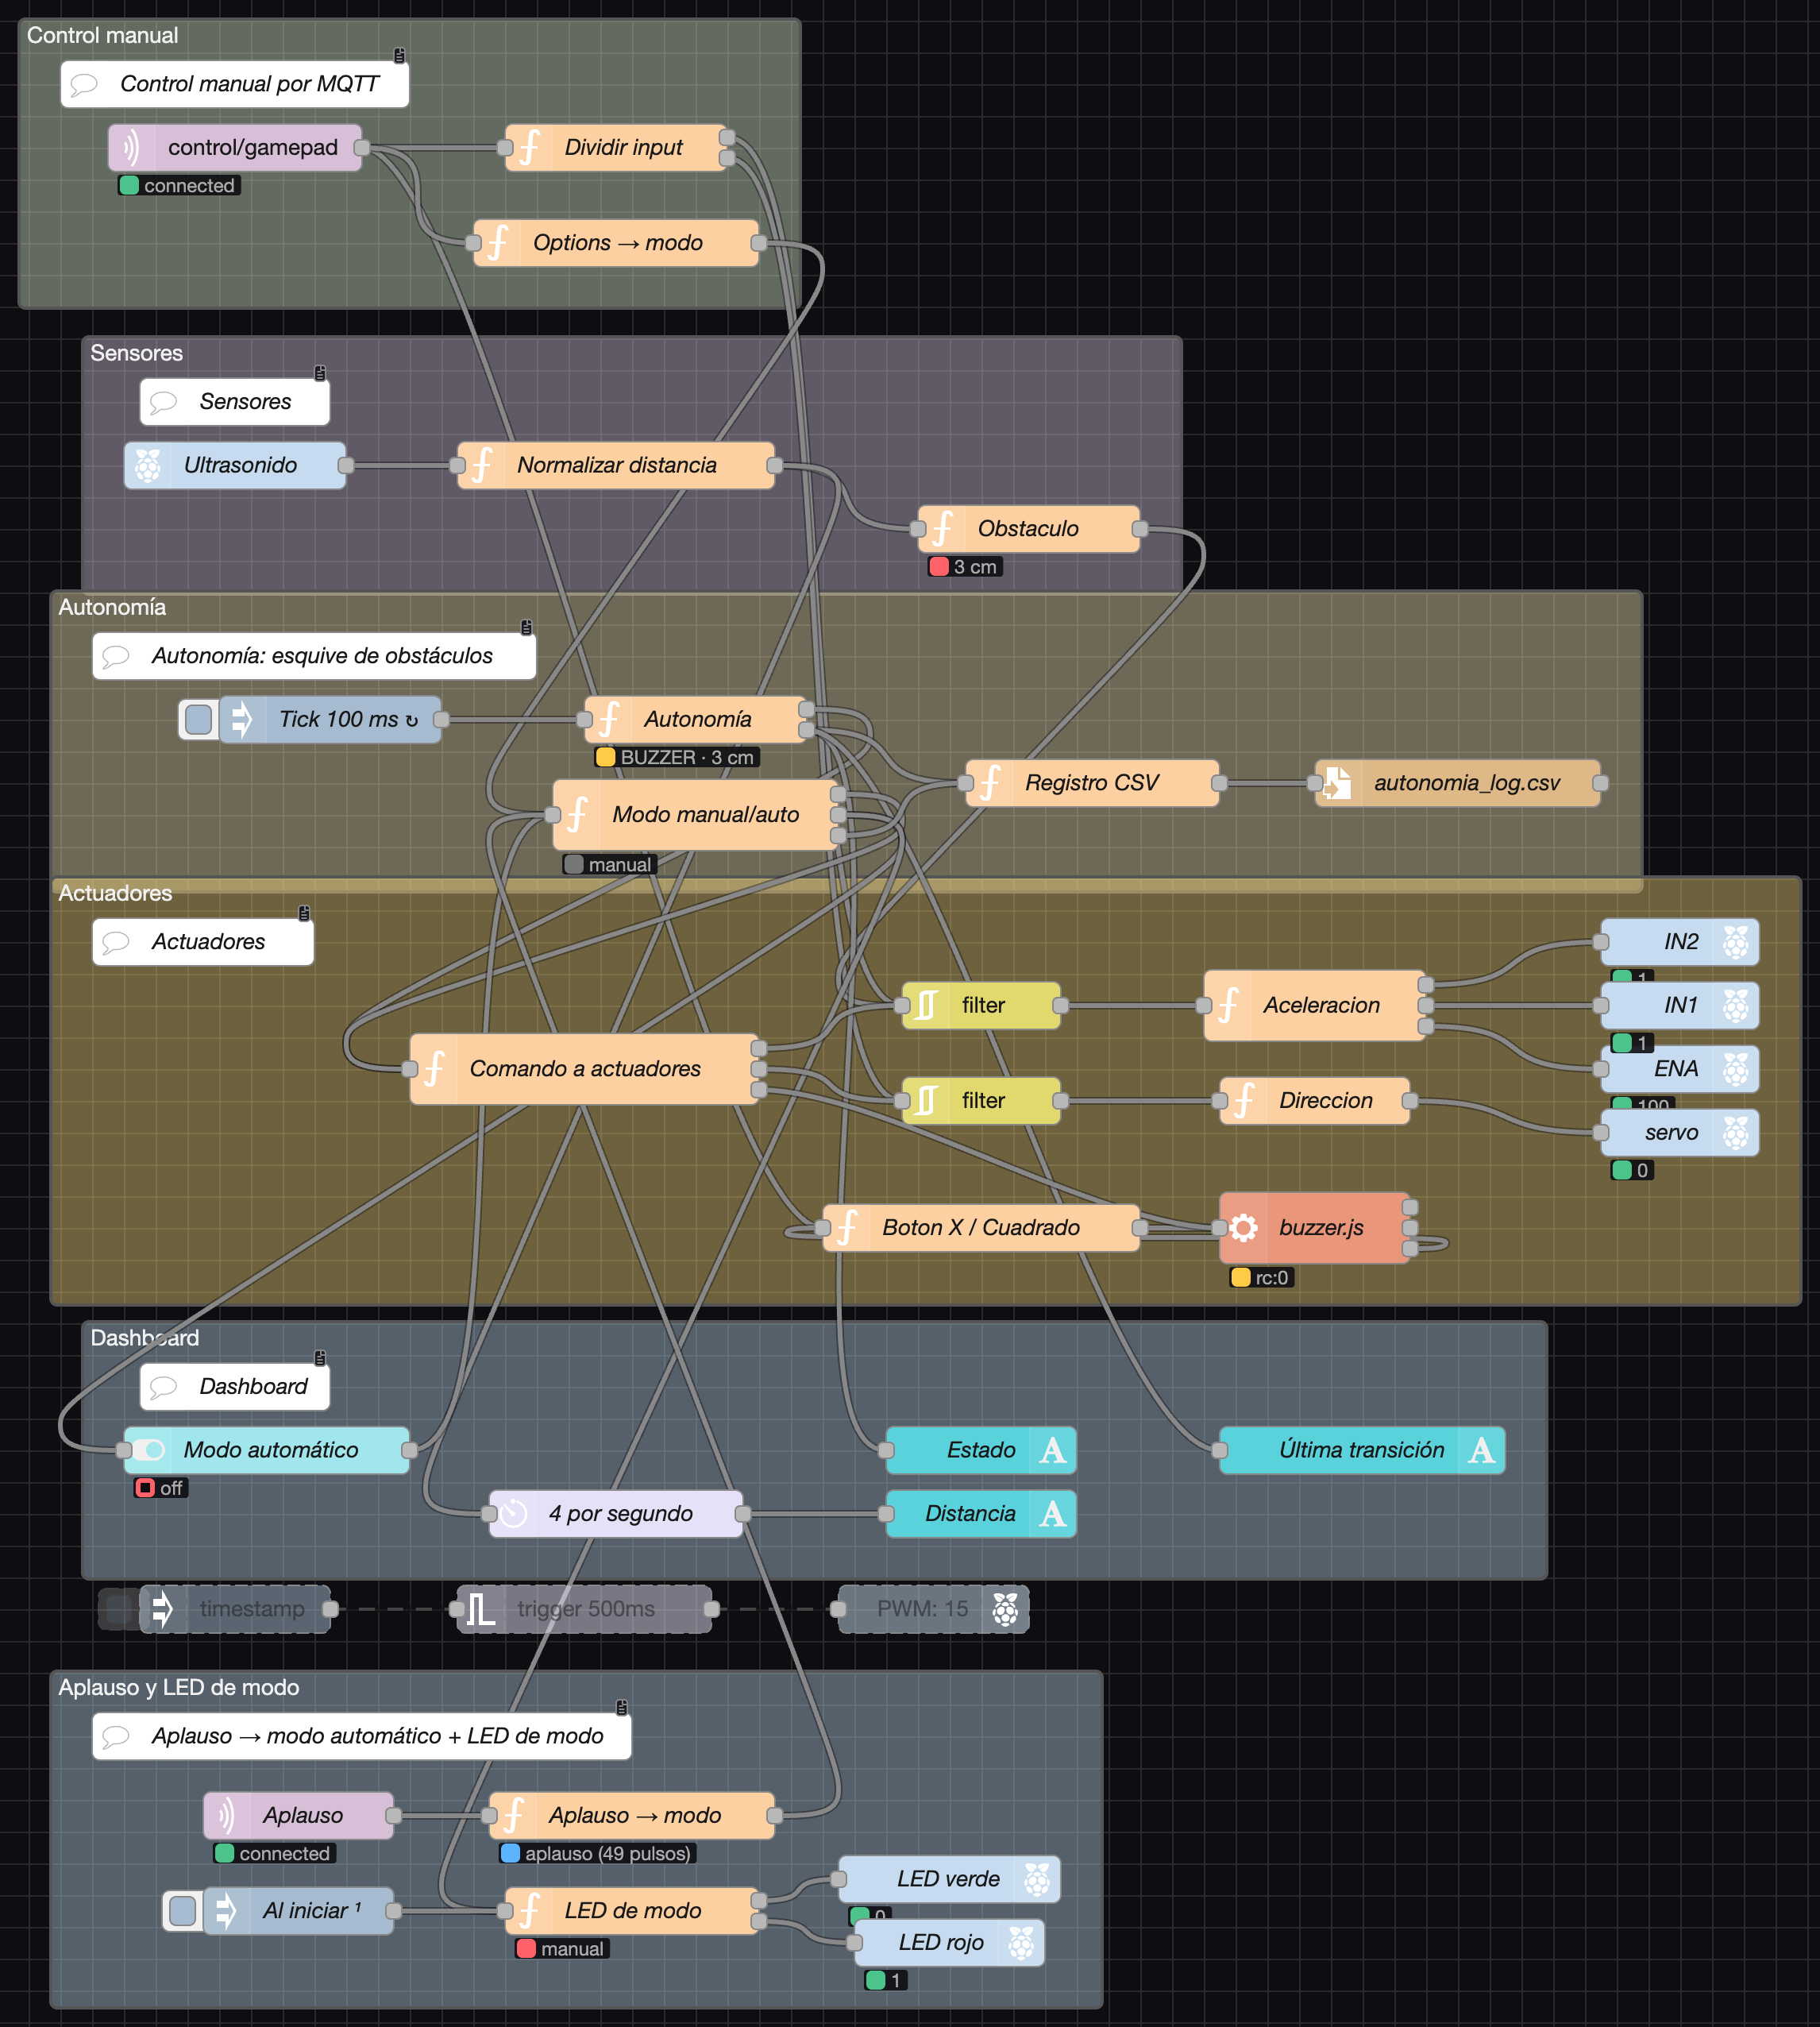 Control manual
Control manual por MQTT
control/gamepad
connected
Dividir input
Options → modo
Sensores
Sensores
Ultrasonido
Normalizar distancia
Obstaculo
3 cm
Autonomía
Autonomía: esquive de obstáculos
Tick 100 ms ↻
Autonomía
BUZZER · 3 cm
Modo manual/auto
manual
Registro CSV
autonomia_log.csv
Actuadores
Actuadores
Comando a actuadores
filter
filter
Aceleracion
Direccion
IN2
1
IN1
1
ENA
100
servo
0
Boton X / Cuadrado
buzzer.js
rc:0
Dashboard
Dashboard
Modo automático
off
Estado
Última transición
4 por segundo
Distancia
timestamp
trigger 500ms
PWM: 15
Aplauso y LED de modo
Aplauso → modo automático + LED de modo
Aplauso
connected
Aplauso → modo
aplauso (49 pulsos)
Al iniciar ¹
LED de modo
manual
LED verde
0
LED rojo
1